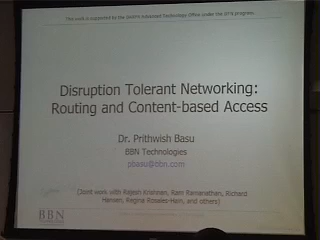 This work is supported by the DARPA Advanced Technology Office under the DTN program.
Disruption Tolerant Networking:
Routing and Content-based Access
Dr. Prithwish Basu
BBN Technologies
pbasu@bbn.com
(Joint work with Rajesh Krishnan, Ram Ramanathan, Richard
Hansen, Regina Rosales-Hain, and others)
BBN